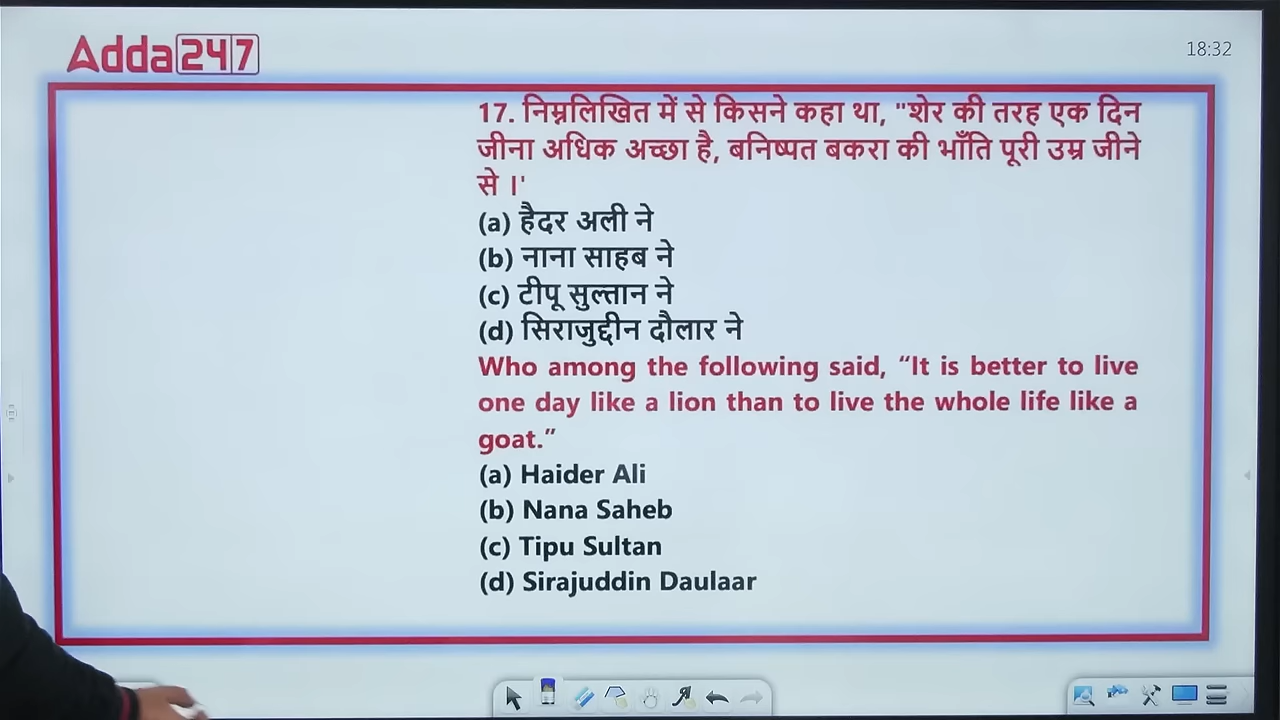 Adda247
18:32
17. निम्नलिखित में से किसने कहा था, "शेर की तरह एक दिन
जीना अधिक अच्छा है, बनिष्पत बकरा की भाँति पूरी उम्र जीने
से ।'
(a) हैदर अली ने
(b) नाना साहब ने
(c) टीपू सुल्तान ने
(d) सिराजुद्दीन दौलार ने
Who among the following said, “It is better to live
one day like a lion than to live the whole life like a
goat.”
(a) Haider Ali
(b) Nana Saheb
(c) Tipu Sultan
(d) Sirajuddin Daulaar